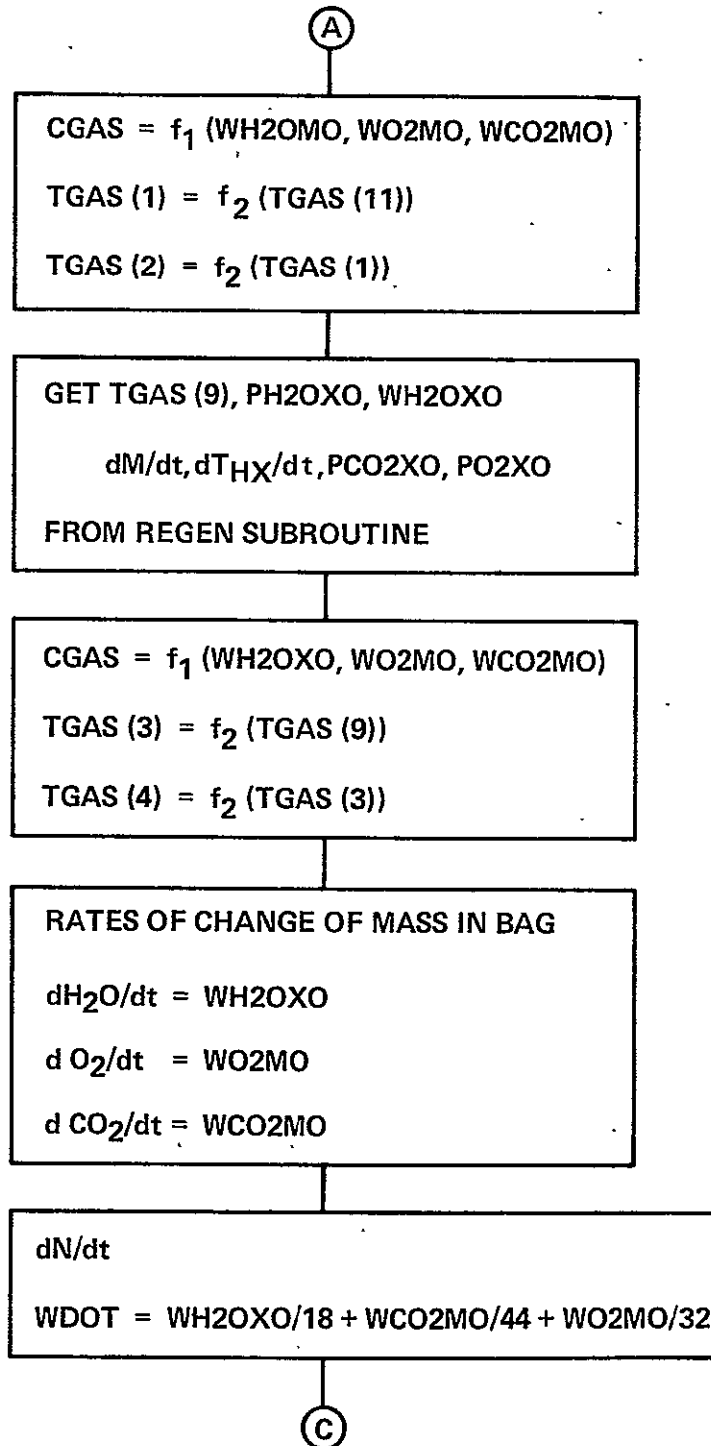 A
CGAS = f₁ (WH2OMO, WO2MO, WCO2MO)
TGAS (1) = f₂ (TGAS (11))
TGAS (2) = f₂ (TGAS (1))
GET TGAS (9), PH2OXO, WH2OXO
dM/dt, dT_HX/dt, PCO2XO, PO2XO
FROM REGEN SUBROUTINE
CGAS = f₁ (WH2OXO, WO2MO, WCO2MO)
TGAS (3) = f₂ (TGAS (9))
TGAS (4) = f₂ (TGAS (3))
RATES OF CHANGE OF MASS IN BAG
dH₂O/dt = WH2OXO
d O₂/dt = WO2MO
d CO₂/dt = WCO2MO
dN/dt
WDOT = WH2OXO/18 + WCO2MO/44 + WO2MO/32
C